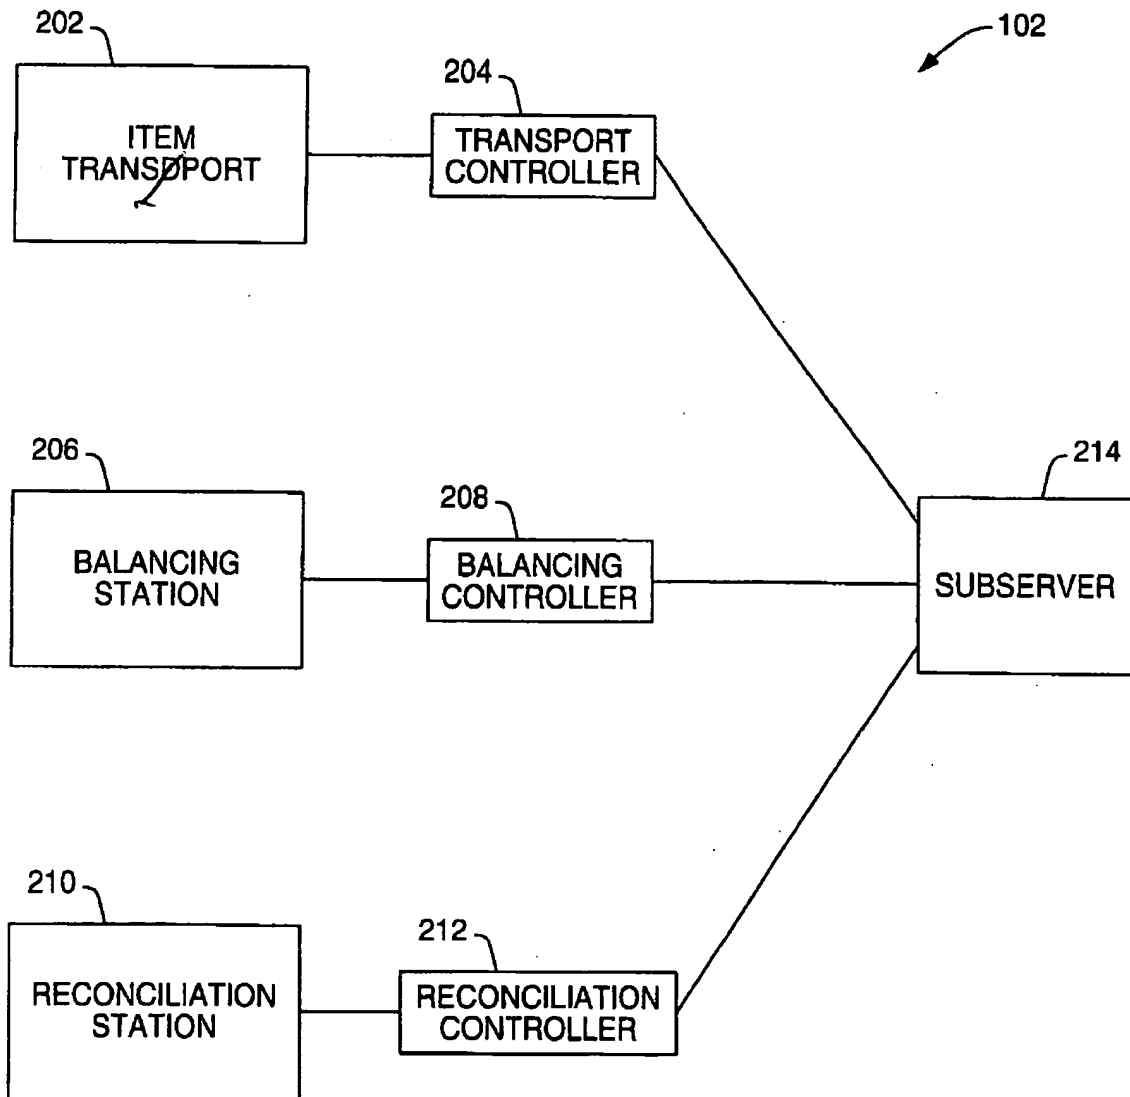 202
102
204
ITEM
TRANSDPORT
TRANSPORT
CONTROLLER
206
214
208
BALANCING
STATION
BALANCING
CONTROLLER
SUBSERVER
210
212
RECONCILIATION
STATION
RECONCILIATION
CONTROLLER